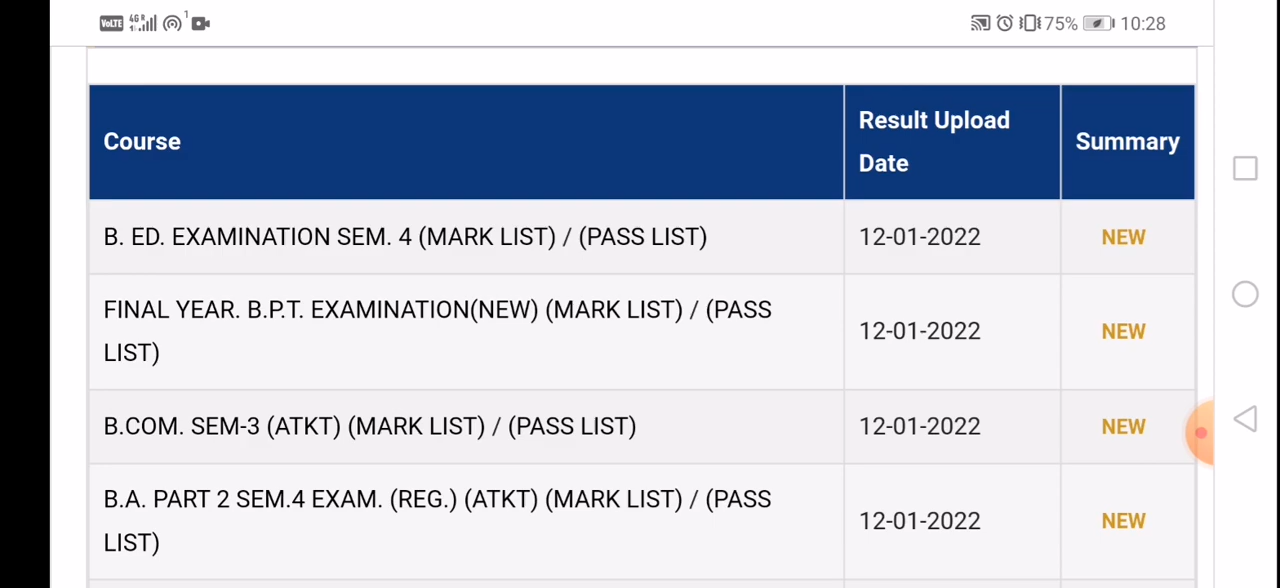 VoLTE 4G R 1 75% 10:28
Course
Result Upload
Date
Summary
B. ED. EXAMINATION SEM. 4 (MARK LIST) / (PASS LIST)
12-01-2022
NEW
FINAL YEAR. B.P.T. EXAMINATION(NEW) (MARK LIST) / (PASS
LIST)
12-01-2022
NEW
B.COM. SEM-3 (ATKT) (MARK LIST) / (PASS LIST)
12-01-2022
NEW
B.A. PART 2 SEM.4 EXAM. (REG.) (ATKT) (MARK LIST) / (PASS
LIST)
12-01-2022
NEW